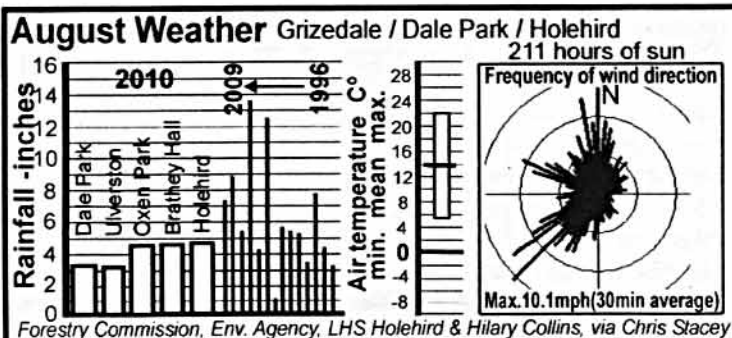 August Weather Grizedale / Dale Park / Holehird
211 hours of sun
Rainfall -inches
16
14
12
10
8
6
4
2
0
2010
2009
1996
Dale Park
Ulverston
Oxen Park
Brathey Hall
Holehird
Air temperature C°
min. mean max.
28
24
20
16
12
8
4
0
-4
-8
Frequency of wind direction
N
Max.10.1mph(30min average)
Forestry Commission, Env. Agency, LHS Holehird & Hilary Collins, via Chris Stacey